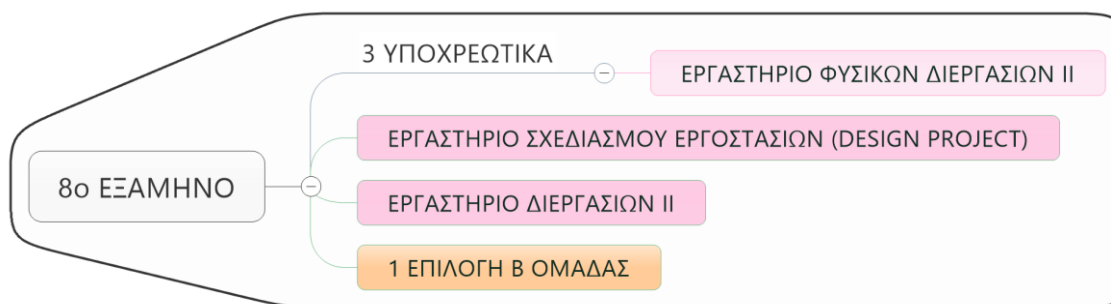 3 ΥΠΟΧΡΕΩΤΙΚΑ
ΕΡΓΑΣΤΗΡΙΟ ΦΥΣΙΚΩΝ ΔΙΕΡΓΑΣΙΩΝ ΙΙ
ΕΡΓΑΣΤΗΡΙΟ ΣΧΕΔΙΑΣΜΟΥ ΕΡΓΟΣΤΑΣΙΩΝ (DESIGN PROJECT)
8ο ΕΞΑΜΗΝΟ
ΕΡΓΑΣΤΗΡΙΟ ΔΙΕΡΓΑΣΙΩΝ ΙΙ
1 ΕΠΙΛΟΓΗ Β ΟΜΑΔΑΣ